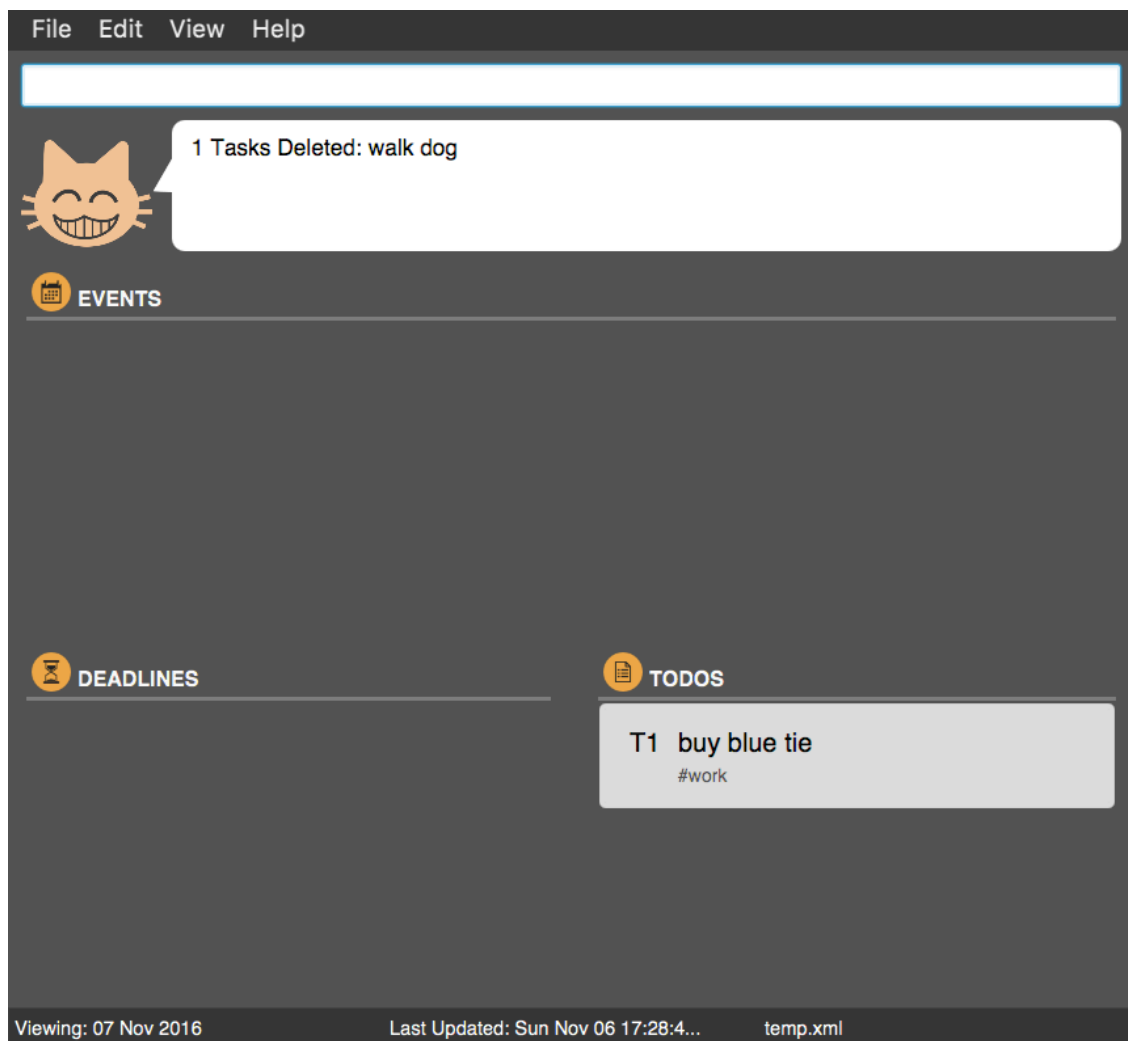 File Edit View Help
1 Tasks Deleted: walk dog
EVENTS
DEADLINES
TODOS
T1 buy blue tie
#work
Viewing: 07 Nov 2016 Last Updated: Sun Nov 06 17:28:4... temp.xml